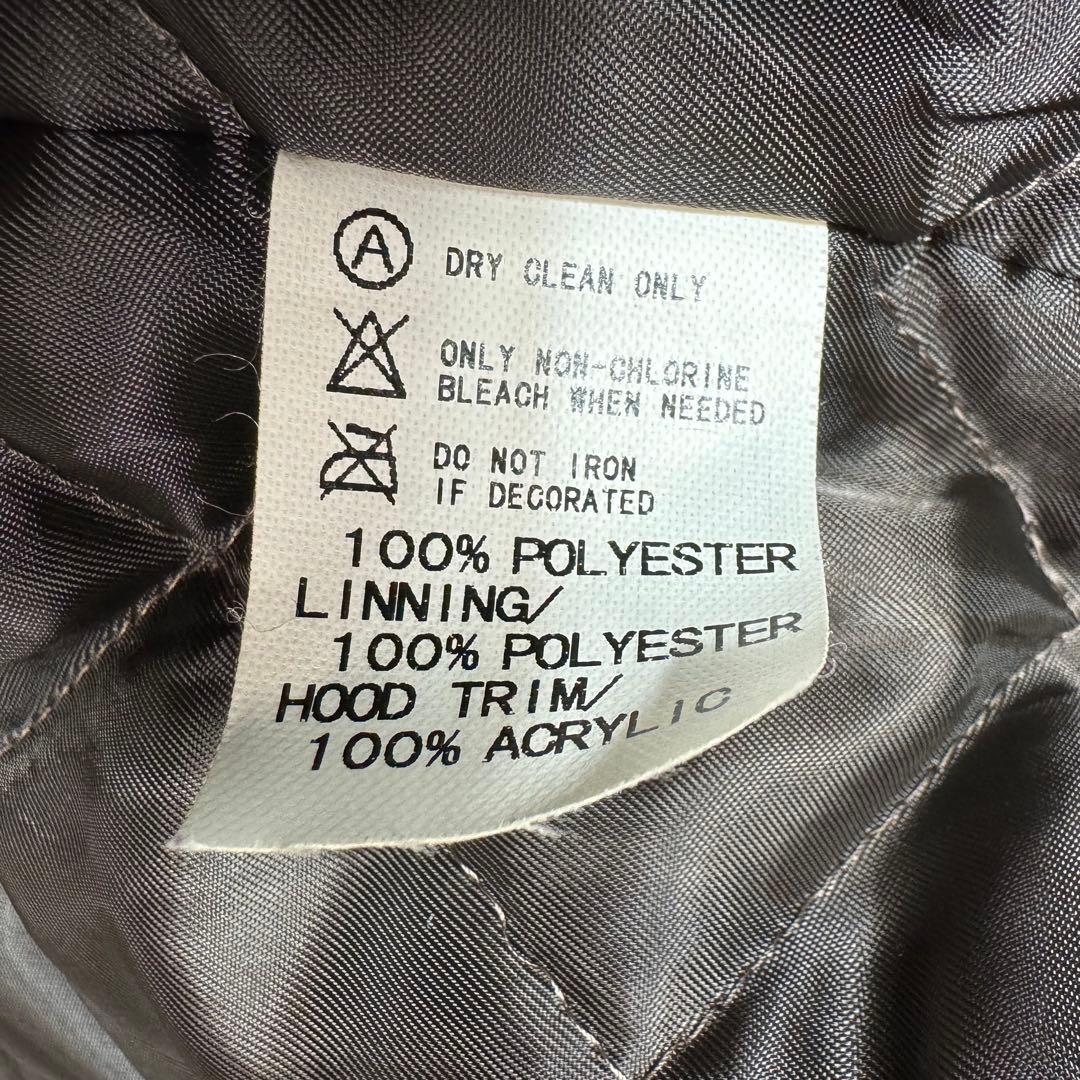 A DRY CLEAN ONLY
ONLY NON-CHLORINE
BLEACH WHEN NEEDED
DO NOT IRON
IF DECORATED
100% POLYESTER
LINNING/
100% POLYESTER
HOOD TRIM/
100% ACRYLIC